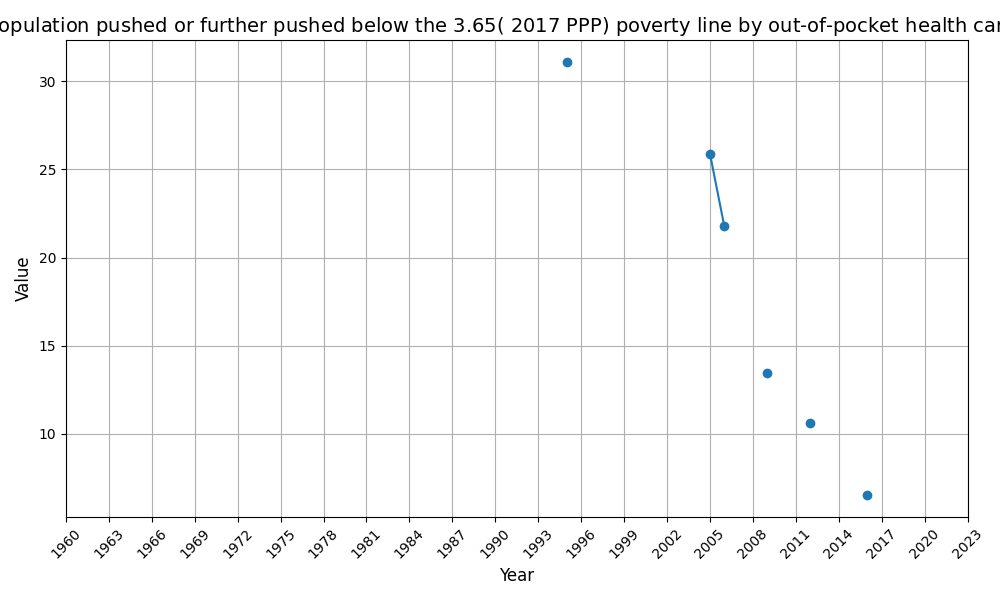 opulation pushed or further pushed below the 3.65( 2017 PPP) poverty line by out-of-pocket health car
30
25
20
15
10
Value
1960 1963 1966 1969 1972 1975 1978 1981 1984 1987 1990 1993 1996 1999 2002 2005 2008 2011 2014 2017 2020 2023
Year